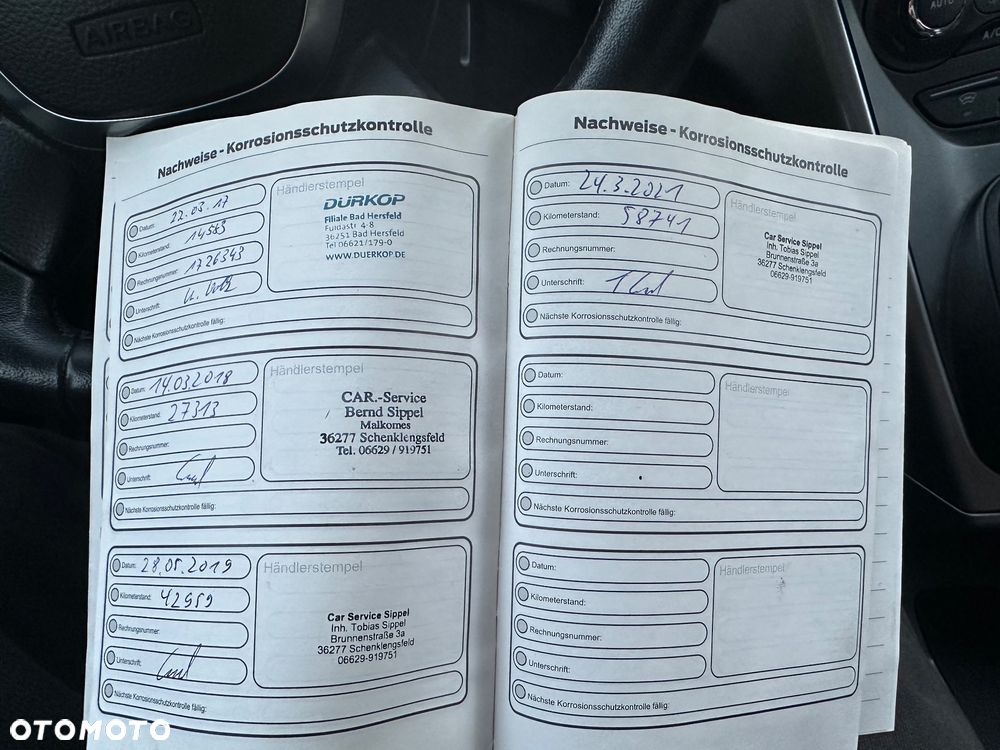 AIRBAG
AUTO
A/C
Nachweise - Korrosionsschutzkontrolle
Datum: 22.03.17
Kilometerstand: 14563
Rechnungsnummer: 1726343
Unterschrift:
Nächste Korrosionsschutzkontrolle fällig:
Händlerstempel
DÜRKOP
Filiale Bad Hersfeld
Fuldastr 4-8
36251 Bad Hersfeld
Tel 06621/179-0
WWW.DUERKOP.DE
Datum: 14.03.2018
Kilometerstand: 27313
Rechnungsnummer:
Unterschrift:
Nächste Korrosionsschutzkontrolle fällig:
Händlerstempel
CAR.-Service
Bernd Sippel
Malkomes
36277 Schenklengsfeld
Tel. 06629 / 919751
Datum: 28.05.2019
Kilometerstand: 42959
Rechnungsnummer:
Unterschrift:
Nächste Korrosionsschutzkontrolle fällig:
Händlerstempel
Car Service Sippel
Inh. Tobias Sippel
Brunnenstraße 3a
36277 Schenklengsfeld
06629-919751
Nachweise - Korrosionsschutzkontrolle
Datum: 24.3.2021
Kilometerstand: 58741
Rechnungsnummer:
Unterschrift:
Nächste Korrosionsschutzkontrolle fällig:
Händlerstempel
Car Service Sippel
Inh. Tobias Sippel
Brunnenstraße 3a
36277 Schenklengsfeld
06629-919751
Datum:
Kilometerstand:
Rechnungsnummer:
Unterschrift:
Nächste Korrosionsschutzkontrolle fällig:
Händlerstempel
Datum:
Kilometerstand:
Rechnungsnummer:
Unterschrift:
Nächste Korrosionsschutzkontrolle fällig:
Händlerstempel
OTOMOTO